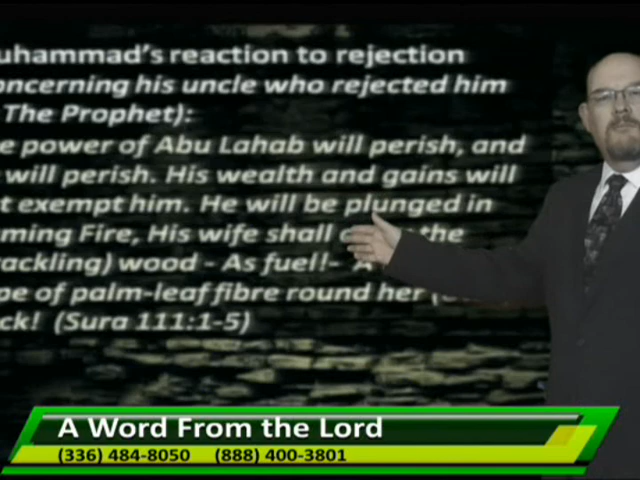 uhammad's reaction to rejection
oncerning his uncle who rejected him
The Prophet):
e power of Abu Lahab will perish, and
will perish. His wealth and gains will
t exempt him. He will be plunged in
ming Fire, His wife shall the
rackling) wood - As fuel!- A
pe of palm-leaf fibre round her
ck! (Sura 111:1-5)
A Word From the Lord
(336) 484-8050 (888) 400-3801